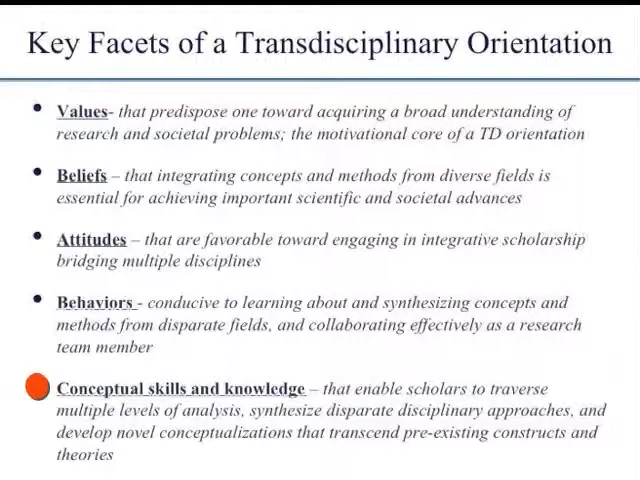 Key Facets of a Transdisciplinary Orientation
• Values- that predispose one toward acquiring a broad understanding of
research and societal problems; the motivational core of a TD orientation
• Beliefs – that integrating concepts and methods from diverse fields is
essential for achieving important scientific and societal advances
• Attitudes – that are favorable toward engaging in integrative scholarship
bridging multiple disciplines
• Behaviors - conducive to learning about and synthesizing concepts and
methods from disparate fields, and collaborating effectively as a research
team member
Conceptual skills and knowledge – that enable scholars to traverse
multiple levels of analysis, synthesize disparate disciplinary approaches, and
develop novel conceptualizations that transcend pre-existing constructs and
theories